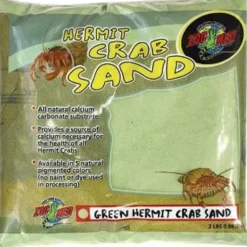 ZOO MED
HERMIT
CRAB
SAND
• All natural calcium
carbonate substrate
• Provides a source of
calcium necessary for
the health of all
Hermit Crabs
• Available in 5 natural
pigmented colors
(no paint or dye used
in processing)
ZOO MED
GREEN HERMIT CRAB SAND
2 LBS